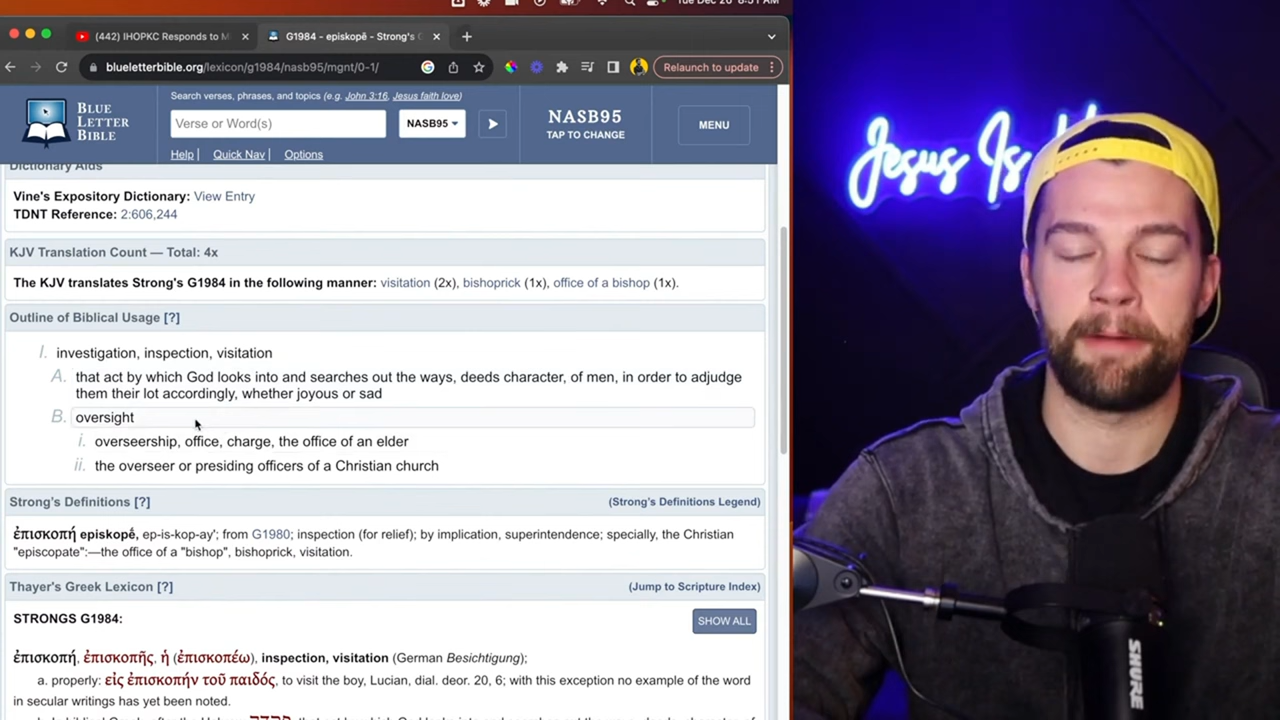 Tue Dec 26 8:51 AM
(442) IHOPKC Responds to M
G1984 - episkopē - Strong's G
blueletterbible.org/lexicon/g1984/nasb95/mgnt/0-1/
Relaunch to update
BLUE
LETTER
BIBLE
Search verses, phrases, and topics (e.g. John 3:16, Jesus faith love)
Verse or Word(s)
NASB95
Help | Quick Nav | Options
NASB95
TAP TO CHANGE
MENU
Jesus Is
Dictionary Aids
Vine's Expository Dictionary: View Entry
TDNT Reference: 2:606,244
KJV Translation Count — Total: 4x
The KJV translates Strong's G1984 in the following manner: visitation (2x), bishoprick (1x), office of a bishop (1x).
Outline of Biblical Usage [?]
I. investigation, inspection, visitation
A. that act by which God looks into and searches out the ways, deeds character, of men, in order to adjudge
them their lot accordingly, whether joyous or sad
B. oversight
i. overseership, office, charge, the office of an elder
ii. the overseer or presiding officers of a Christian church
Strong's Definitions [?] (Strong's Definitions Legend)
ἐπισκοπή episkopḗ, ep-is-kop-ay'; from G1980; inspection (for relief); by implication, superintendence; specially, the Christian
"episcopate":—the office of a "bishop", bishoprick, visitation.
Thayer's Greek Lexicon [?] (Jump to Scripture Index)
STRONGS G1984:
SHOW ALL
ἐπισκοπή, ἐπισκοπῆς, ἡ (ἐπισκοπέω), inspection, visitation (German Besichtigung);
a. properly: εἰς ἐπισκοπήν τοῦ παιδός, to visit the boy, Lucian, dial. deor. 20, 6; with this exception no example of the word
in secular writings has yet been noted.
SHURE